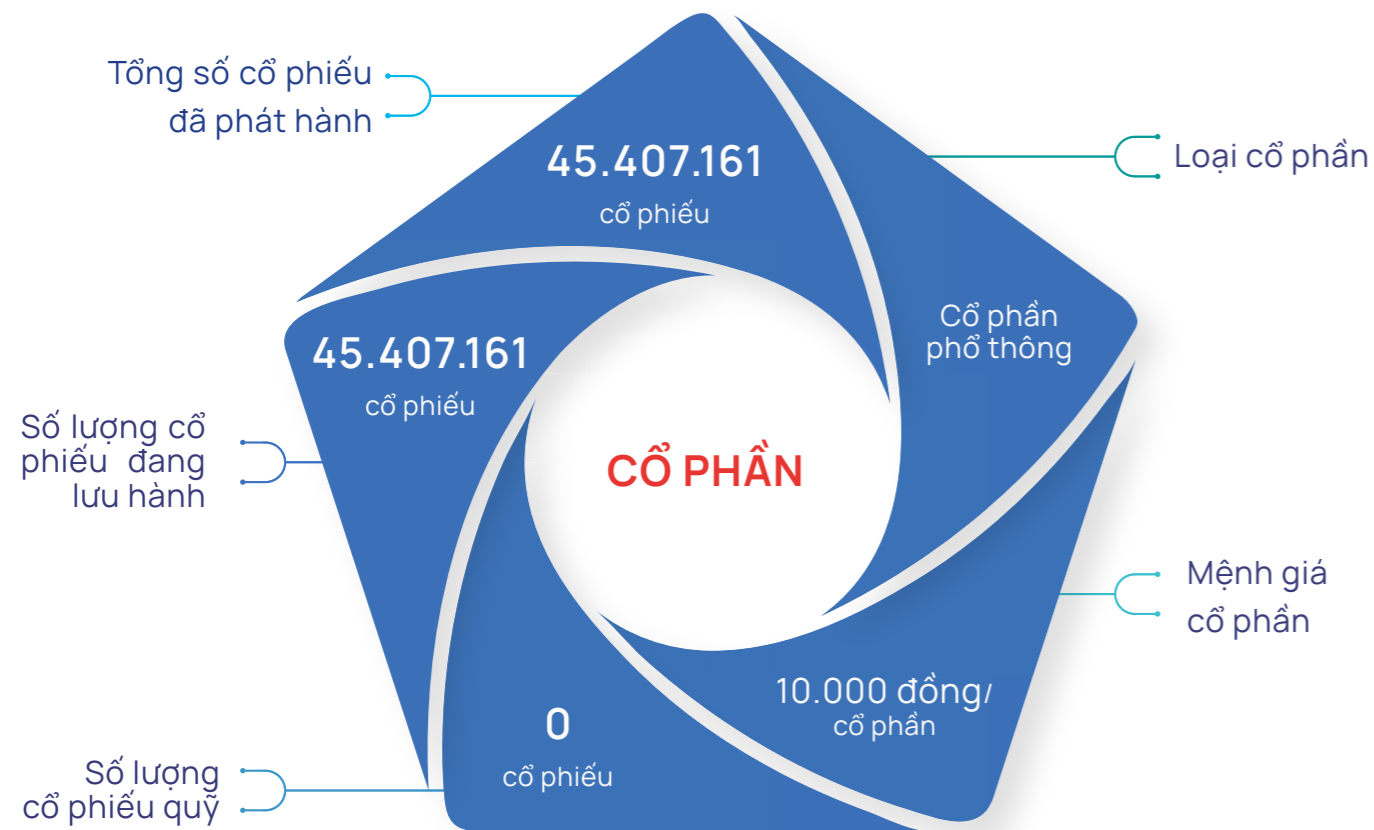 Tổng số cổ phiếu
đã phát hành
45.407.161
cổ phiếu
Loại cổ phần
Cổ phần
phổ thông
45.407.161
cổ phiếu
Số lượng cổ
phiếu đang
lưu hành
CỔ PHẦN
Mệnh giá
cổ phần
10.000 đồng/
cổ phần
0
cổ phiếu
Số lượng
cổ phiếu quỹ